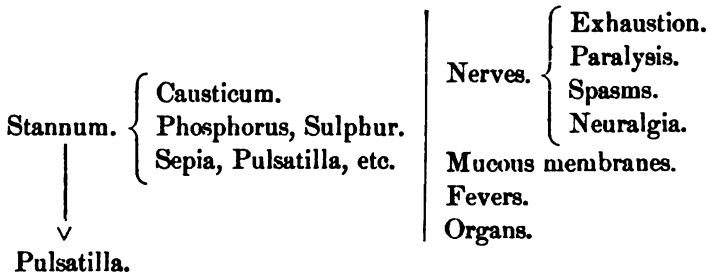 Stannum.
Causticum.
Phosphorus, Sulphur.
Sepia, Pulsatilla, etc.
Pulsatilla.
Nerves.
Exhaustion.
Paralysis.
Spasms.
Neuralgia.
Mucous membranes.
Fevers.
Organs.